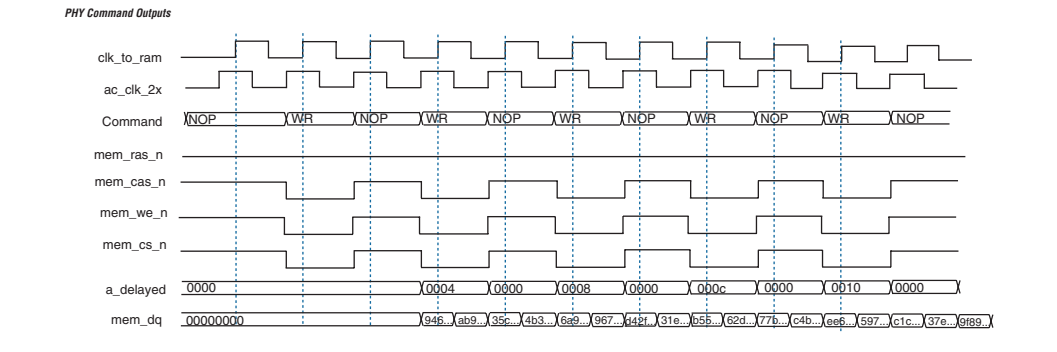 PHY Command Outputs
clk_to_ram
ac_clk_2x
Command NOP WR NOP WR NOP WR NOP WR NOP WR NOP
mem_ras_n
mem_cas_n
mem_we_n
mem_cs_n
a_delayed 0000 0004 0000 0008 0000 000c 0000 0010 0000
mem_dq 00000000 946... ab9... 35c... 4b3... 6a9... 967... d42f... 31e... b55... 62d... 77b... c4b... ee6... 597... c1c... 37e... 9f89...